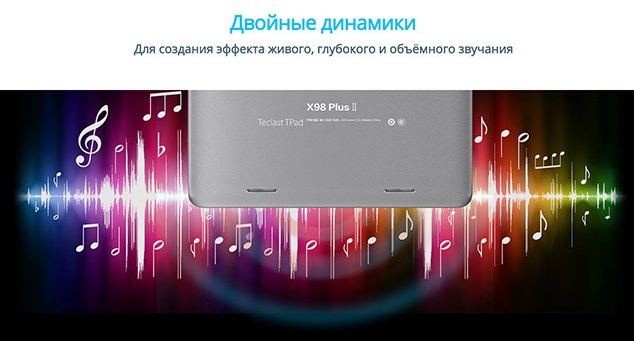 Двойные динамики
Для создания эффекта живого, глубокого и объёмного звучания
X98 Plus II
Teclast TPad